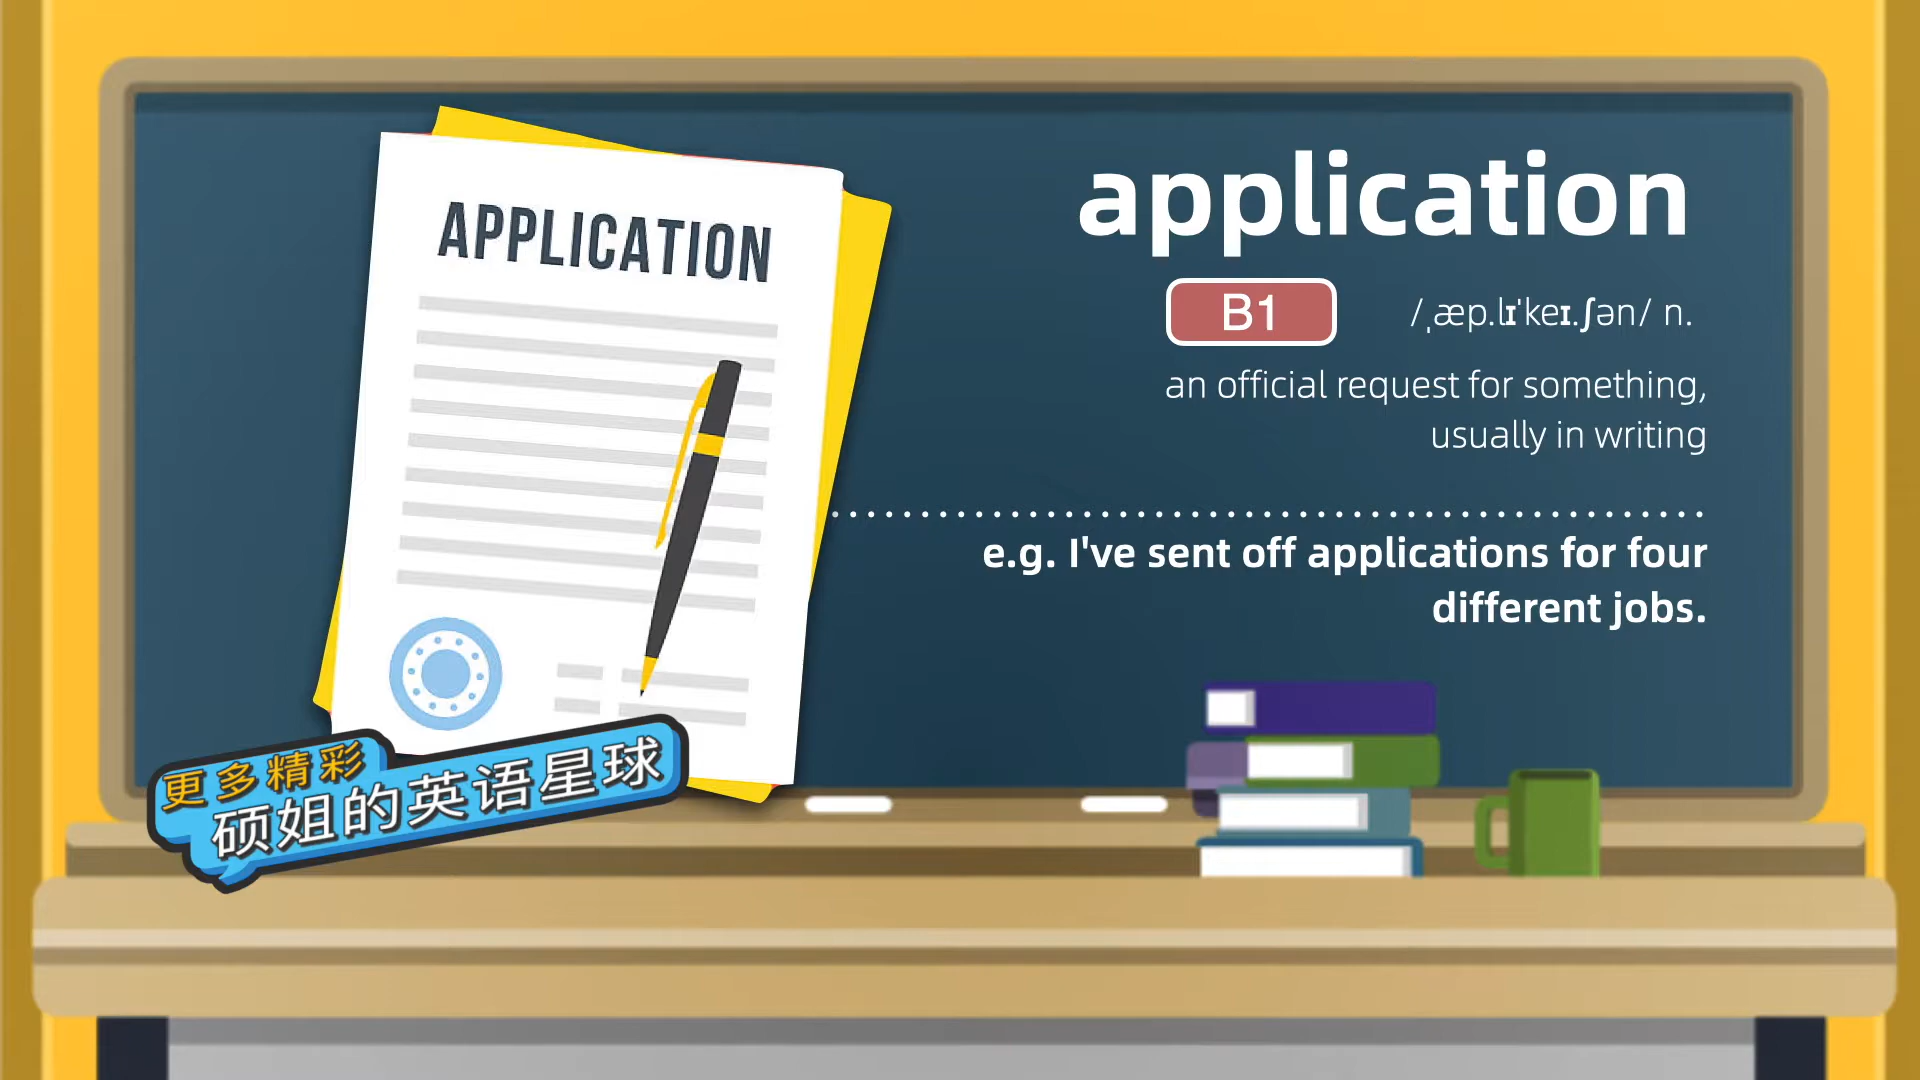 APPLICATION
application
B1
/ˌæp.lɪˈkeɪ.ʃən/ n.
an official request for something,
usually in writing
e.g. I've sent off applications for four
different jobs.
更多精彩
硕姐的英语星球